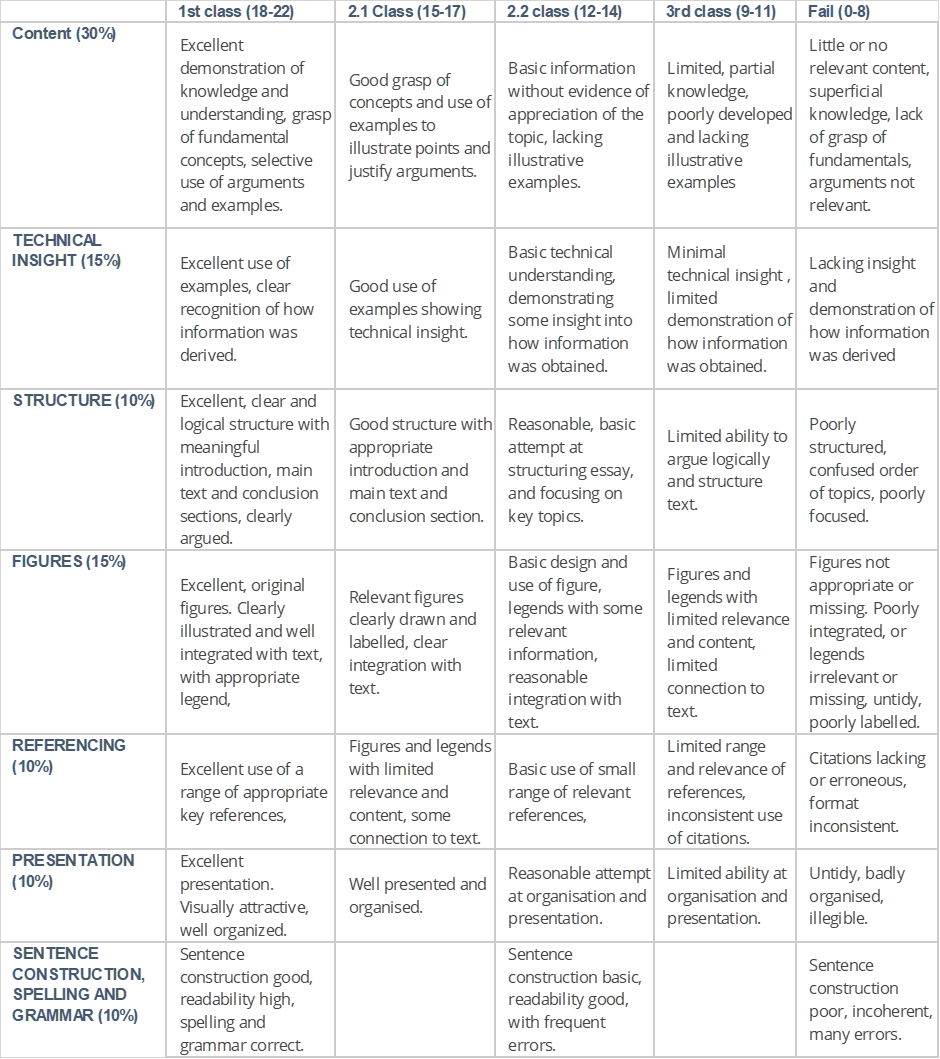 1st class (18-22)
2.1 Class (15-17)
2.2 class (12-14)
3rd class (9-11)
Fail (0-8)
Content (30%)
Excellent
demonstration of
knowledge and
understanding, grasp
of fundamental
concepts, selective
use of arguments
and examples.
Good grasp of
concepts and use of
examples to
illustrate points and
justify arguments.
Basic information
without evidence of
appreciation of the
topic, lacking
illustrative
examples.
Limited, partial
knowledge,
poorly developed
and lacking
illustrative
examples
Little or no
relevant content,
superficial
knowledge, lack
of grasp of
fundamentals,
arguments not
relevant.
TECHNICAL
INSIGHT (15%)
Excellent use of
examples, clear
recognition of how
information was
derived.
Good use of
examples showing
technical insight.
Basic technical
understanding,
demonstrating
some insight into
how information
was obtained.
Minimal
technical insight ,
limited
demonstration of
how information
was obtained.
Lacking insight
and
demonstration of
how information
was derived
STRUCTURE (10%)
Excellent, clear and
logical structure with
meaningful
introduction, main
text and conclusion
sections, clearly
argued.
Good structure with
appropriate
introduction and
main text and
conclusion section.
Reasonable, basic
attempt at
structuring essay,
and focusing on
key topics.
Limited ability to
argue logically
and structure
text.
Poorly
structured,
confused order
of topics, poorly
focused.
FIGURES (15%)
Excellent, original
figures. Clearly
illustrated and well
integrated with text,
with appropriate
legend,
Relevant figures
clearly drawn and
labelled, clear
integration with
text.
Basic design and
use of figure,
legends with some
relevant
information,
reasonable
integration with
text.
Figures and
legends with
limited relevance
and content,
limited
connection to
text.
Figures not
appropriate or
missing. Poorly
integrated, or
legends
irrelevant or
missing, untidy,
poorly labelled.
REFERENCING
(10%)
Excellent use of a
range of appropriate
key references,
Figures and legends
with limited
relevance and
content, some
connection to text.
Basic use of small
range of relevant
references,
Limited range
and relevance of
references,
inconsistent use
of citations.
Citations lacking
or erroneous,
format
inconsistent.
PRESENTATION
(10%)
Excellent
presentation.
Visually attractive,
well organized.
Well presented and
organised.
Reasonable attempt
at organisation and
presentation.
Limited ability at
organisation and
presentation.
Untidy, badly
organised,
illegible.
SENTENCE
CONSTRUCTION,
SPELLING AND
GRAMMAR (10%)
Sentence
construction good,
readability high,
spelling and
grammar correct.
Sentence
construction basic,
readability good,
with frequent
errors.
Sentence
construction
poor, incoherent,
many errors.